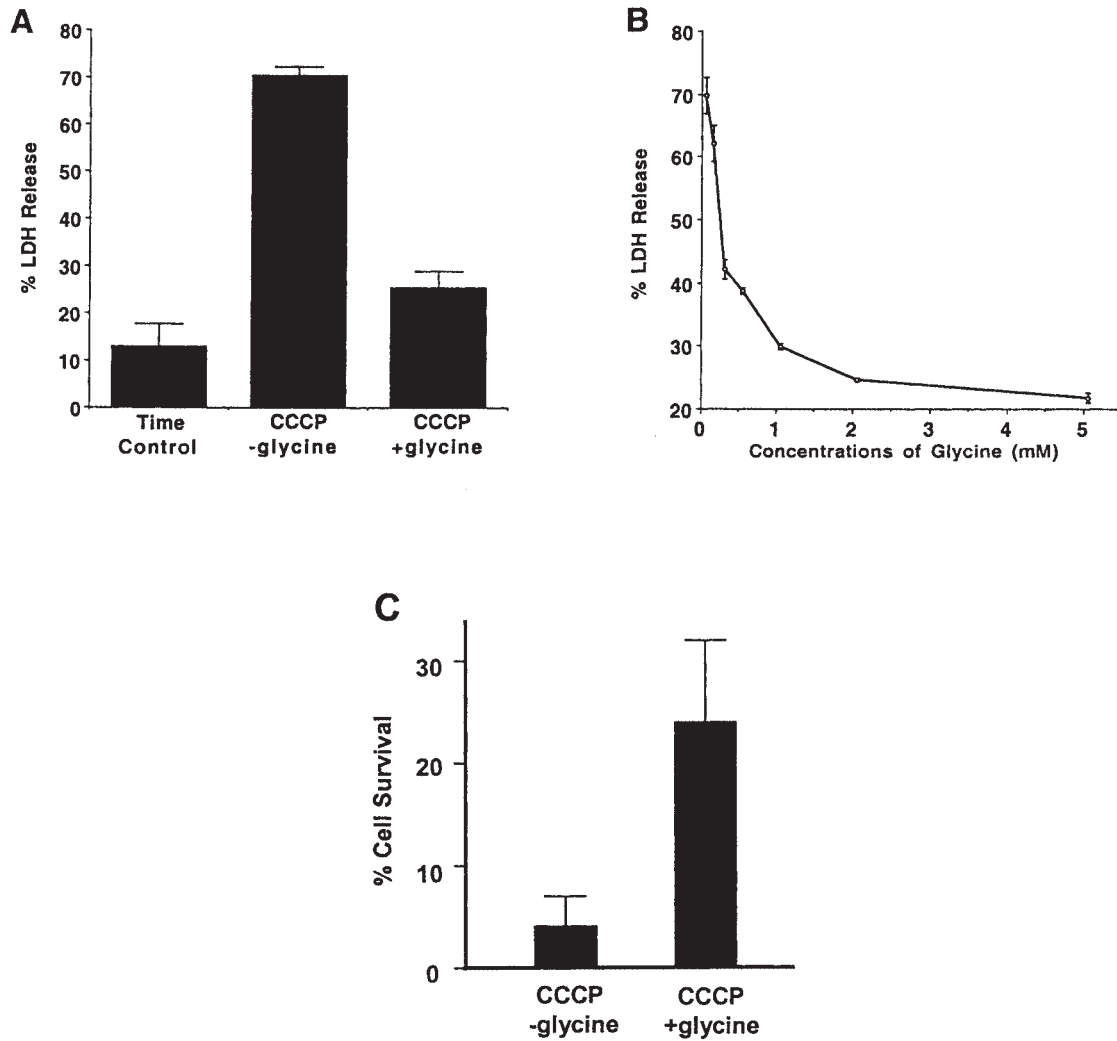 A
80
70
60
50
40
30
20
10
0
% LDH Release
Time
Control
CCCP
-glycine
CCCP
+glycine
B
80
70
60
50
40
30
20
% LDH Release
0
1
2
3
4
5
Concentrations of Glycine (mM)
C
30
20
10
0
% Cell Survival
CCCP
-glycine
CCCP
+glycine